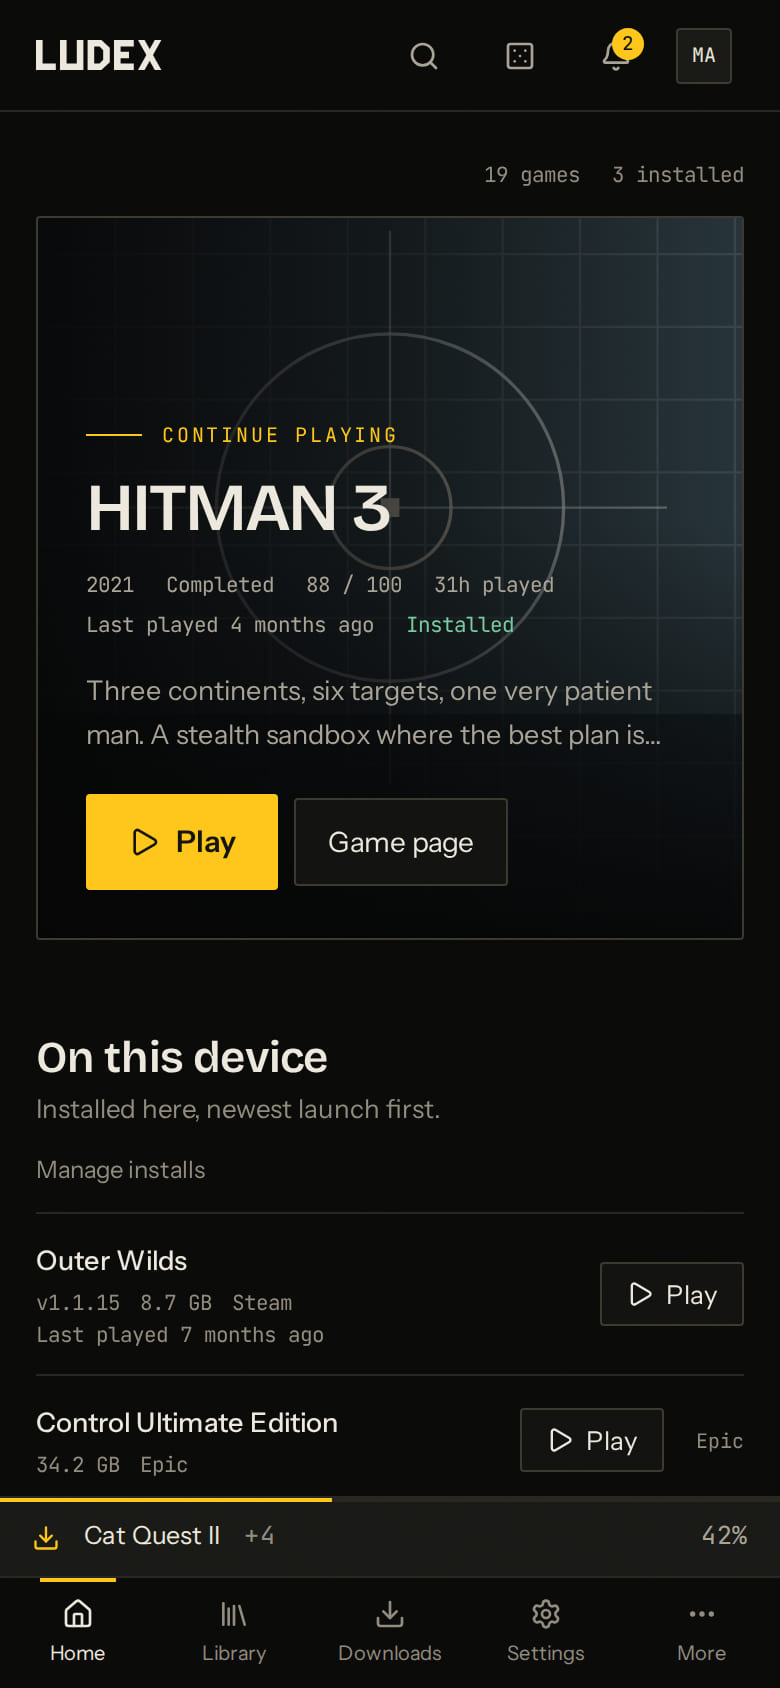 LUDEX
2
MA
19 games 3 installed
CONTINUE PLAYING
HITMAN 3
2021 Completed 88 / 100 31h played
Last played 4 months ago Installed
Three continents, six targets, one very patient
man. A stealth sandbox where the best plan is...
Play
Game page
On this device
Installed here, newest launch first.
Manage installs
Outer Wilds
v1.1.15 8.7 GB Steam
Last played 7 months ago
Play
Control Ultimate Edition
34.2 GB Epic
Play
Epic
Cat Quest II +4 42%
Home Library Downloads Settings More